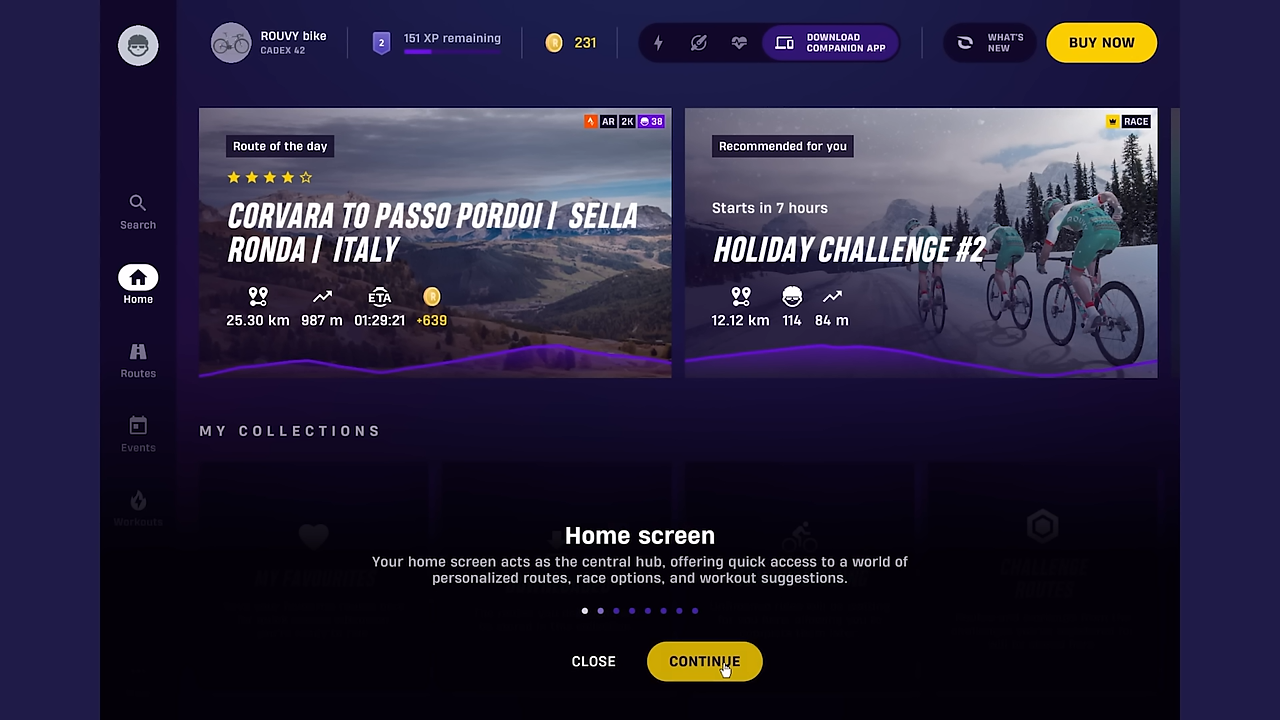 ROUVY bike
CADEX 42
2
151 XP remaining
231
DOWNLOAD
COMPANION APP
WHAT'S
NEW
BUY NOW
AR 2K 38
Route of the day
CORVARA TO PASSO PORDOI | SELLA
RONDA | ITALY
ETA
25.30 km 987 m 01:29:21 +639
RACE
Recommended for you
Starts in 7 hours
HOLIDAY CHALLENGE #2
12.12 km 114 84 m
Search
Home
Routes
Events
Workouts
MY COLLECTIONS
CHALLENGE
ROUTES
Home screen
Your home screen acts as the central hub, offering quick access to a world of
personalized routes, race options, and workout suggestions.
CLOSE
CONTINUE